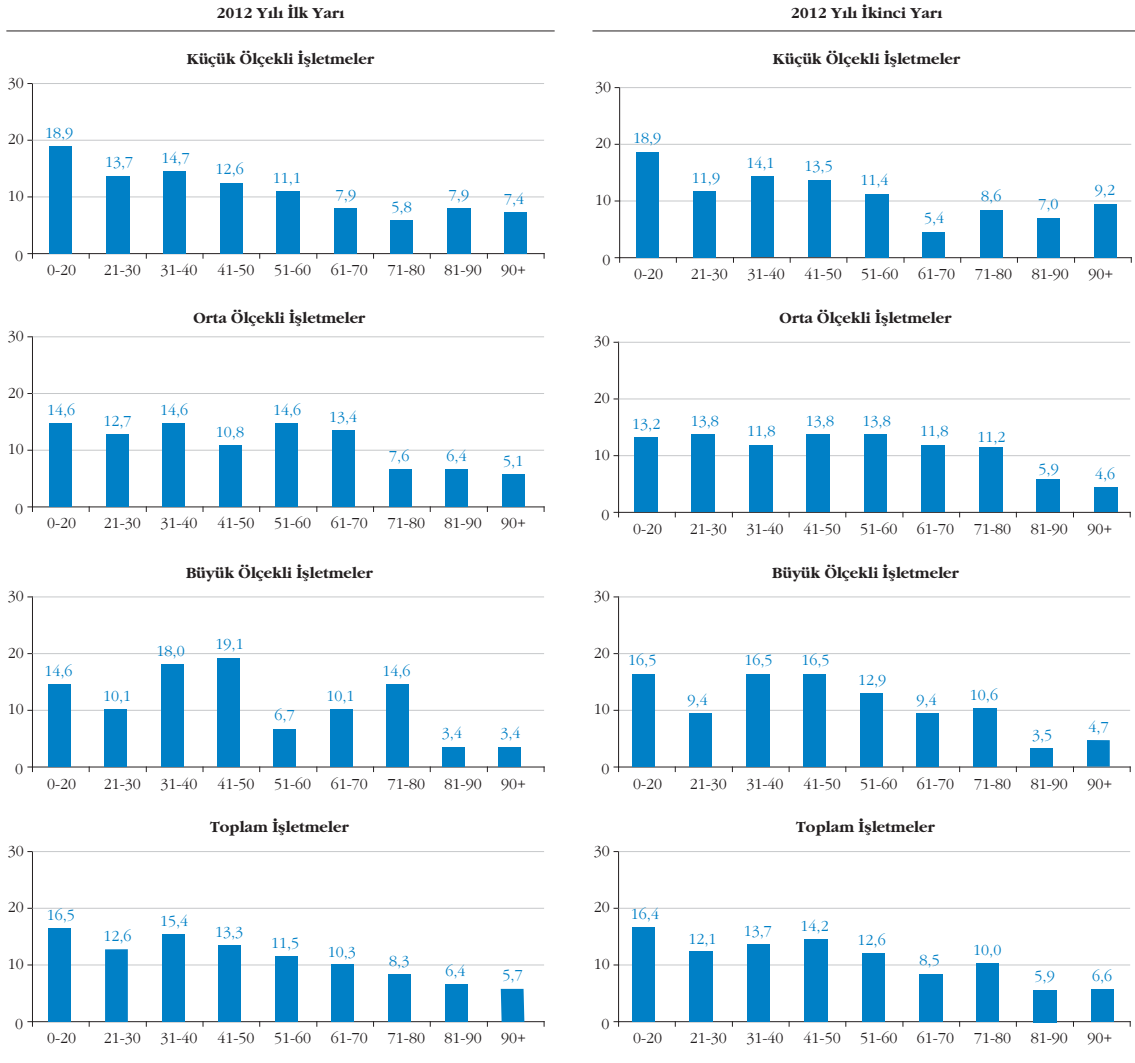 2012 Yılı İlk Yarı
Küçük Ölçekli İşletmeler
30
20
10
0
18,9 13,7 14,7 12,6 11,1 7,9 5,8 7,9 7,4
0-20 21-30 31-40 41-50 51-60 61-70 71-80 81-90 90+
Orta Ölçekli İşletmeler
30
20
10
0
14,6 12,7 14,6 10,8 14,6 13,4 7,6 6,4 5,1
0-20 21-30 31-40 41-50 51-60 61-70 71-80 81-90 90+
Büyük Ölçekli İşletmeler
30
20
10
0
14,6 10,1 18,0 19,1 6,7 10,1 14,6 3,4 3,4
0-20 21-30 31-40 41-50 51-60 61-70 71-80 81-90 90+
Toplam İşletmeler
30
20
10
0
16,5 12,6 15,4 13,3 11,5 10,3 8,3 6,4 5,7
0-20 21-30 31-40 41-50 51-60 61-70 71-80 81-90 90+
2012 Yılı İkinci Yarı
Küçük Ölçekli İşletmeler
30
20
10
0
18,9 11,9 14,1 13,5 11,4 5,4 8,6 7,0 9,2
0-20 21-30 31-40 41-50 51-60 61-70 71-80 81-90 90+
Orta Ölçekli İşletmeler
30
20
10
0
13,2 13,8 11,8 13,8 13,8 11,8 11,2 5,9 4,6
0-20 21-30 31-40 41-50 51-60 61-70 71-80 81-90 90+
Büyük Ölçekli İşletmeler
30
20
10
0
16,5 9,4 16,5 16,5 12,9 9,4 10,6 3,5 4,7
0-20 21-30 31-40 41-50 51-60 61-70 71-80 81-90 90+
Toplam İşletmeler
30
20
10
0
16,4 12,1 13,7 14,2 12,6 8,5 10,0 5,9 6,6
0-20 21-30 31-40 41-50 51-60 61-70 71-80 81-90 90+